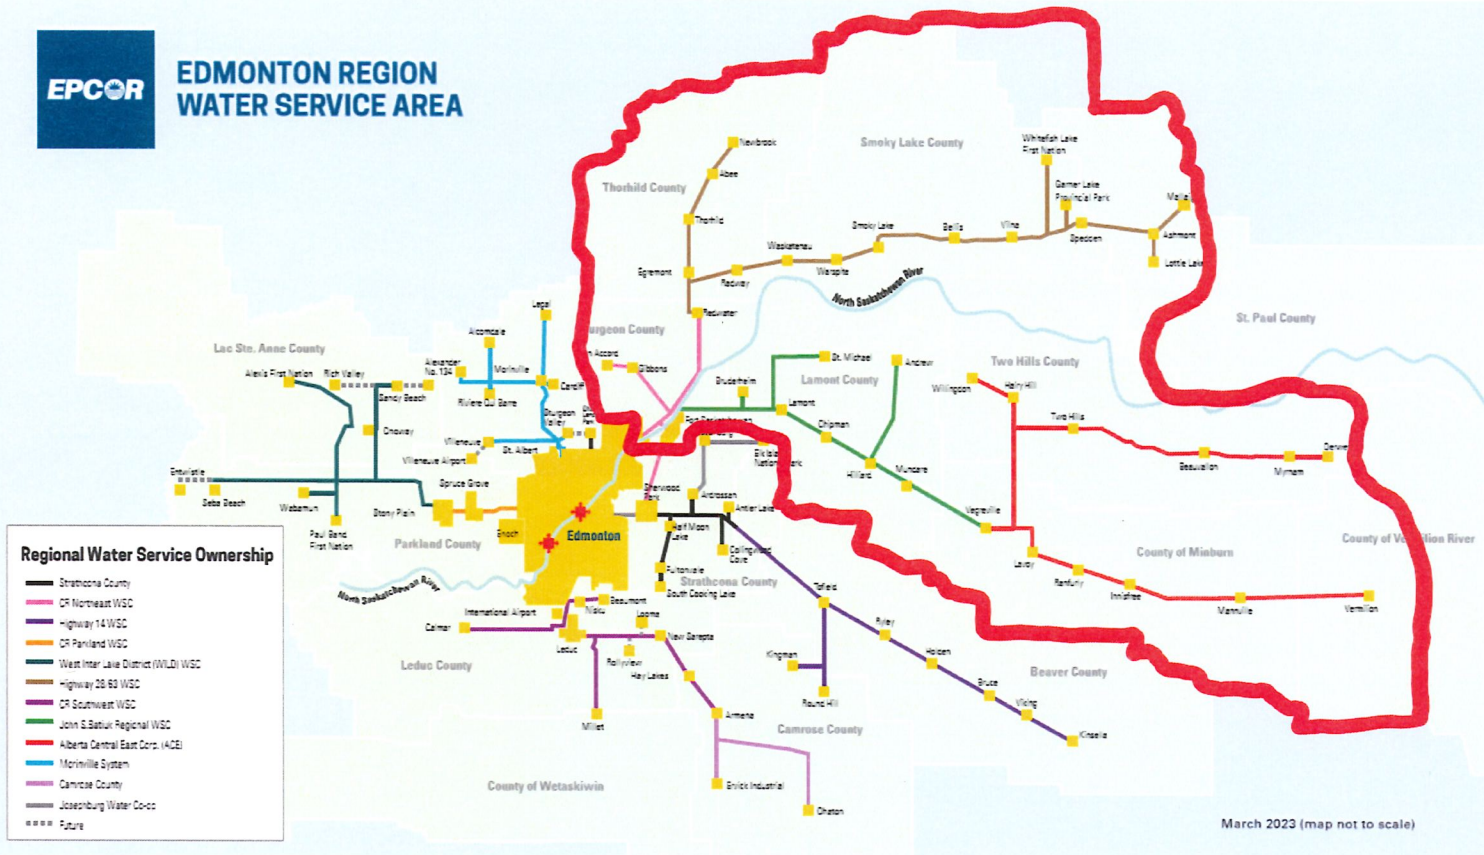 EPCOR
EDMONTON REGION
WATER SERVICE AREA
Newbrook
Smoky Lake County
Whitefish Lake
First Nation
Abee
Thorhild County
Garner Lake
Provincial Park
Thorhild
Smoky Lake
Bellis
Vilna
Spedden
Ashmont
Waskatenau
Warspite
Egremont
Radway
Lottie Lake
North Saskatchewan River
Redwater
St. Paul County
Legal
urgeon County
Alcomdale
Lac Ste. Anne County
n Accord
Gibbons
St. Michael
Andrew
Two Hills County
Alexander
No. 134
Morinville
Cardiff
Alexis First Nation
Rich Valley
Sandy Beach
Riviere Qui Barre
Bruderheim
Lamont County
Willingdon
Hairy Hill
Lamont
Sturgeon
Valley
Two Hills
Onoway
Villeneuve
St. Albert
Chipman
Villeneuve Airport
Elk Isla
National Park
Derwe
Beauvallon
Myrnam
Entwistle
Seba Beach
Wabamun
Spruce Grove
Stony Plain
Hilliard
Mundare
Sherwood
Park
Ardrossan
Antler Lake
Vegreville
Paul Band
First Nation
Parkland County
Enoch
Edmonton
Half Moon
Lake
Collingwood
Cove
County of Minburn
County of Vermilion River
Lavoy
Ranfurly
Innisfree
Mannville
Vermilion
Regional Water Service Ownership
Strathcona County
CR Northeast WSC
Highway 14 WSC
CR Parkland WSC
West Inter Lake District (WILD) WSC
Highway 28/63 WSC
CR Southwest WSC
John S.Batiuk Regional WSC
Alberta Central East Corp. (ACE)
Morinville System
Camrose County
Josephburg Water Co-op
Future
North Saskatchewan River
Fultonvale
South Cooking Lake
Strathcona County
Tofield
International Airport
Nisku
Beaumont
Looma
Calmar
Leduc
New Sarepta
Ryley
Rollyview
Hay Lakes
Leduc County
Kingman
Holden
Beaver County
Round Hill
Bruce
Viking
Kinsella
Millet
Armena
Camrose County
County of Wetaskiwin
Ervick Industrial
Ohaton
March 2023 (map not to scale)